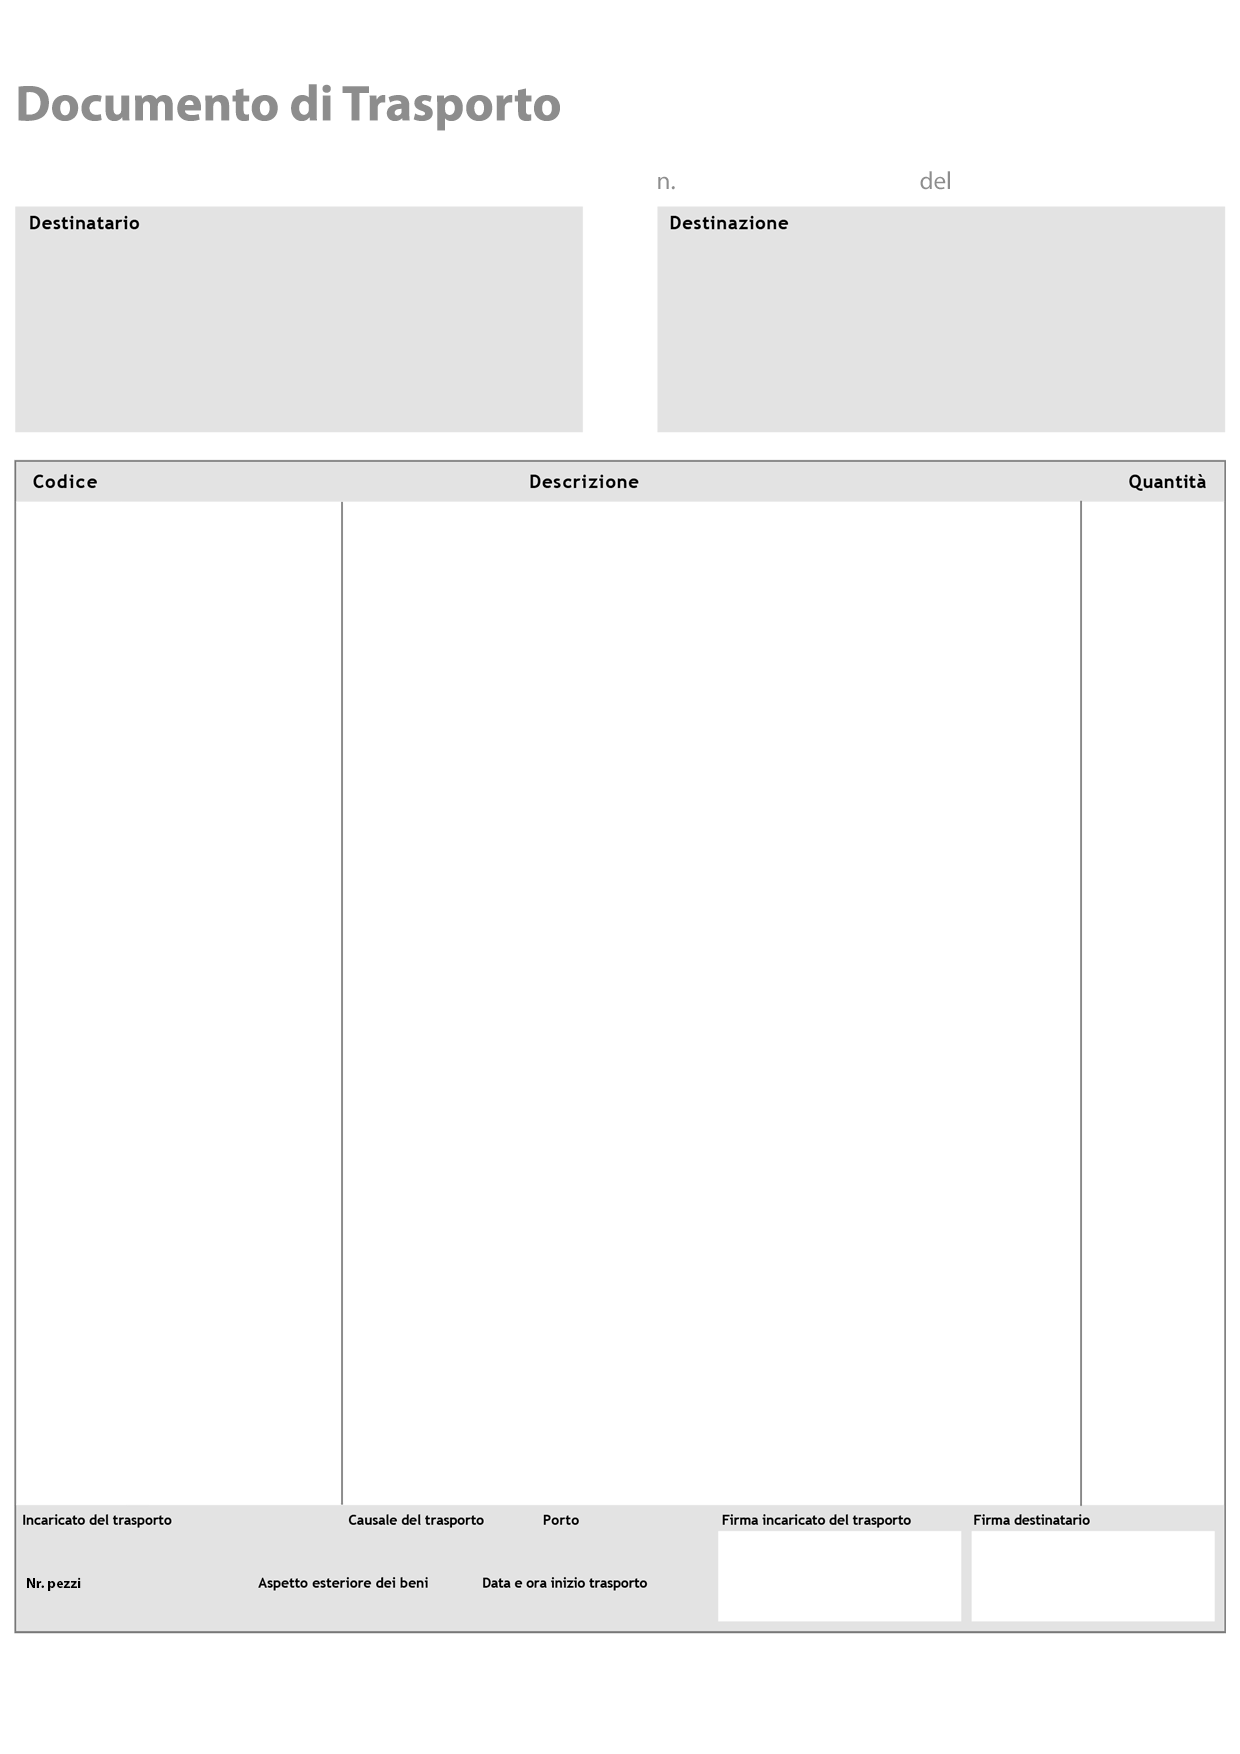 Documento di Trasporto
n. del
Destinatario Destinazione
Codice Descrizione Quantità
Incaricato del trasporto Causale del trasporto Porto Firma incaricato del trasporto Firma destinatario
Nr. pezzi Aspetto esteriore dei beni Data e ora inizio trasporto